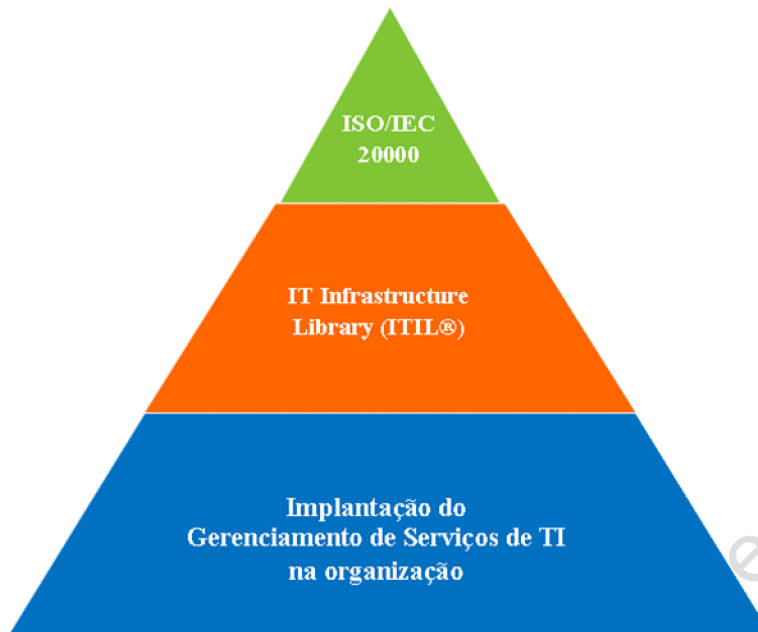 ISO/IEC
20000
IT Infrastructure
Library (ITIL®)
Implantação do
Gerenciamento de Serviços de TI
na organização
e